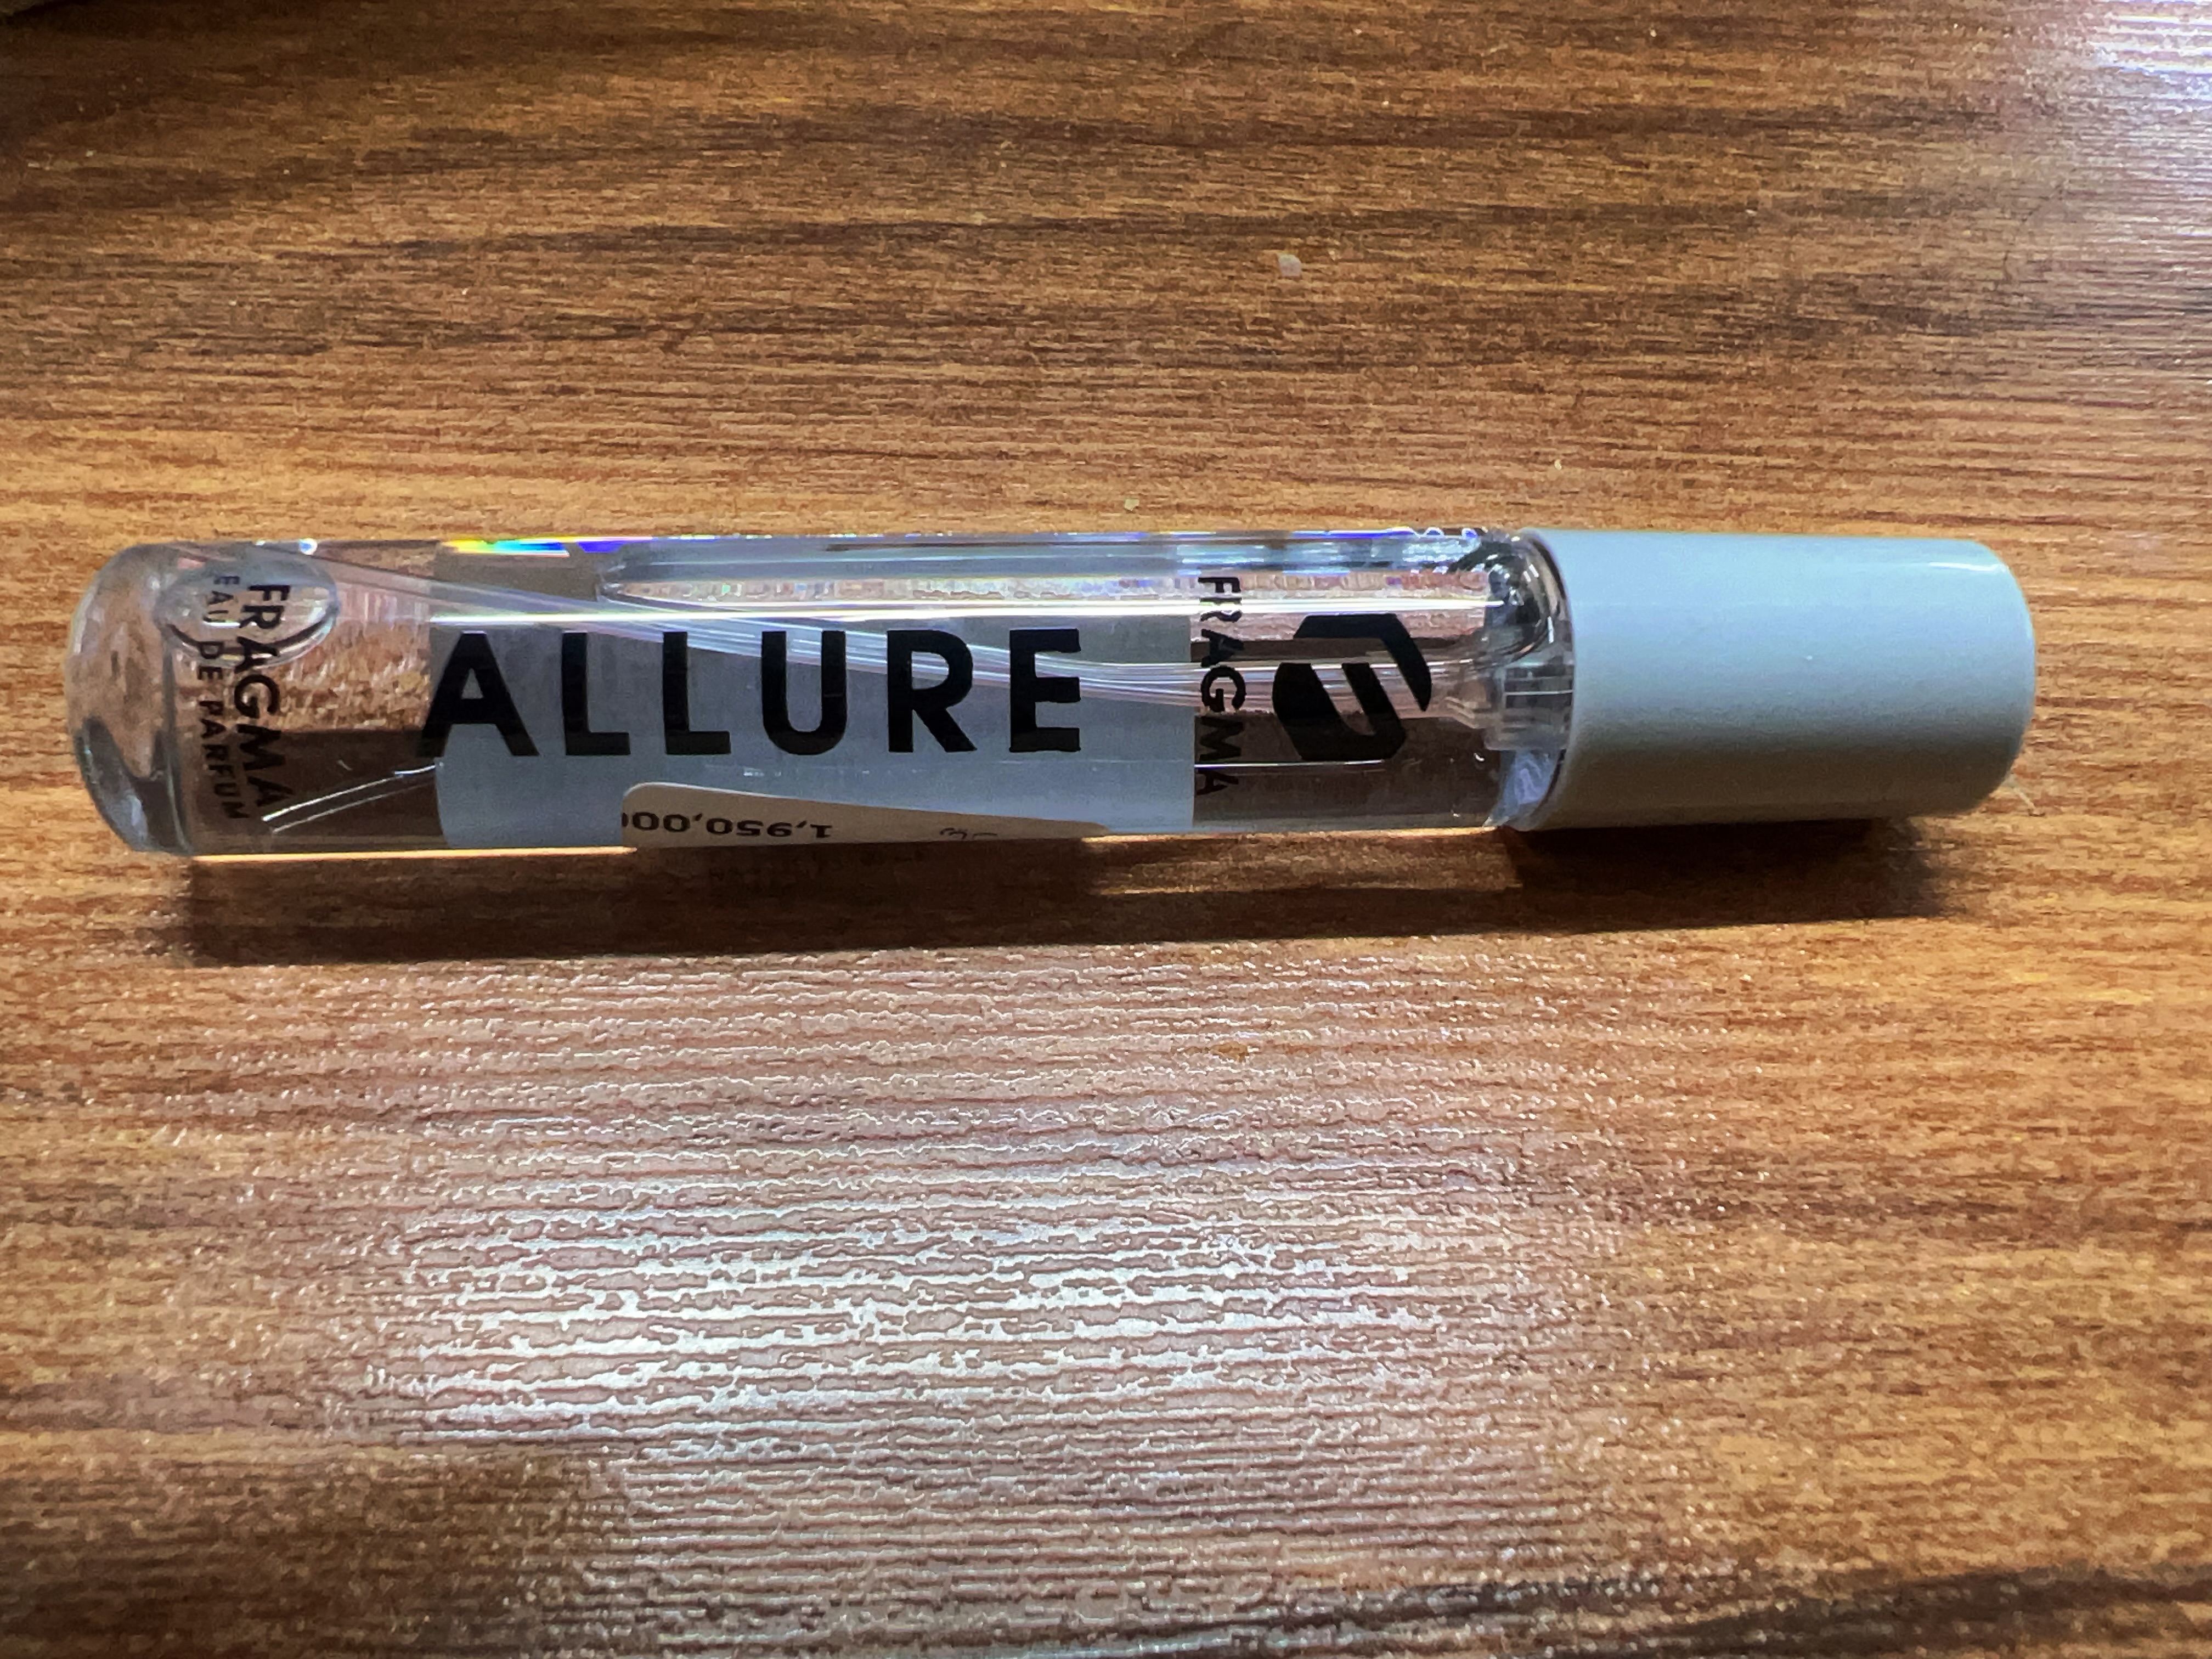 FRAGMA
EAU DE PARFUM
ALLURE
FRAGMA
1,950,000